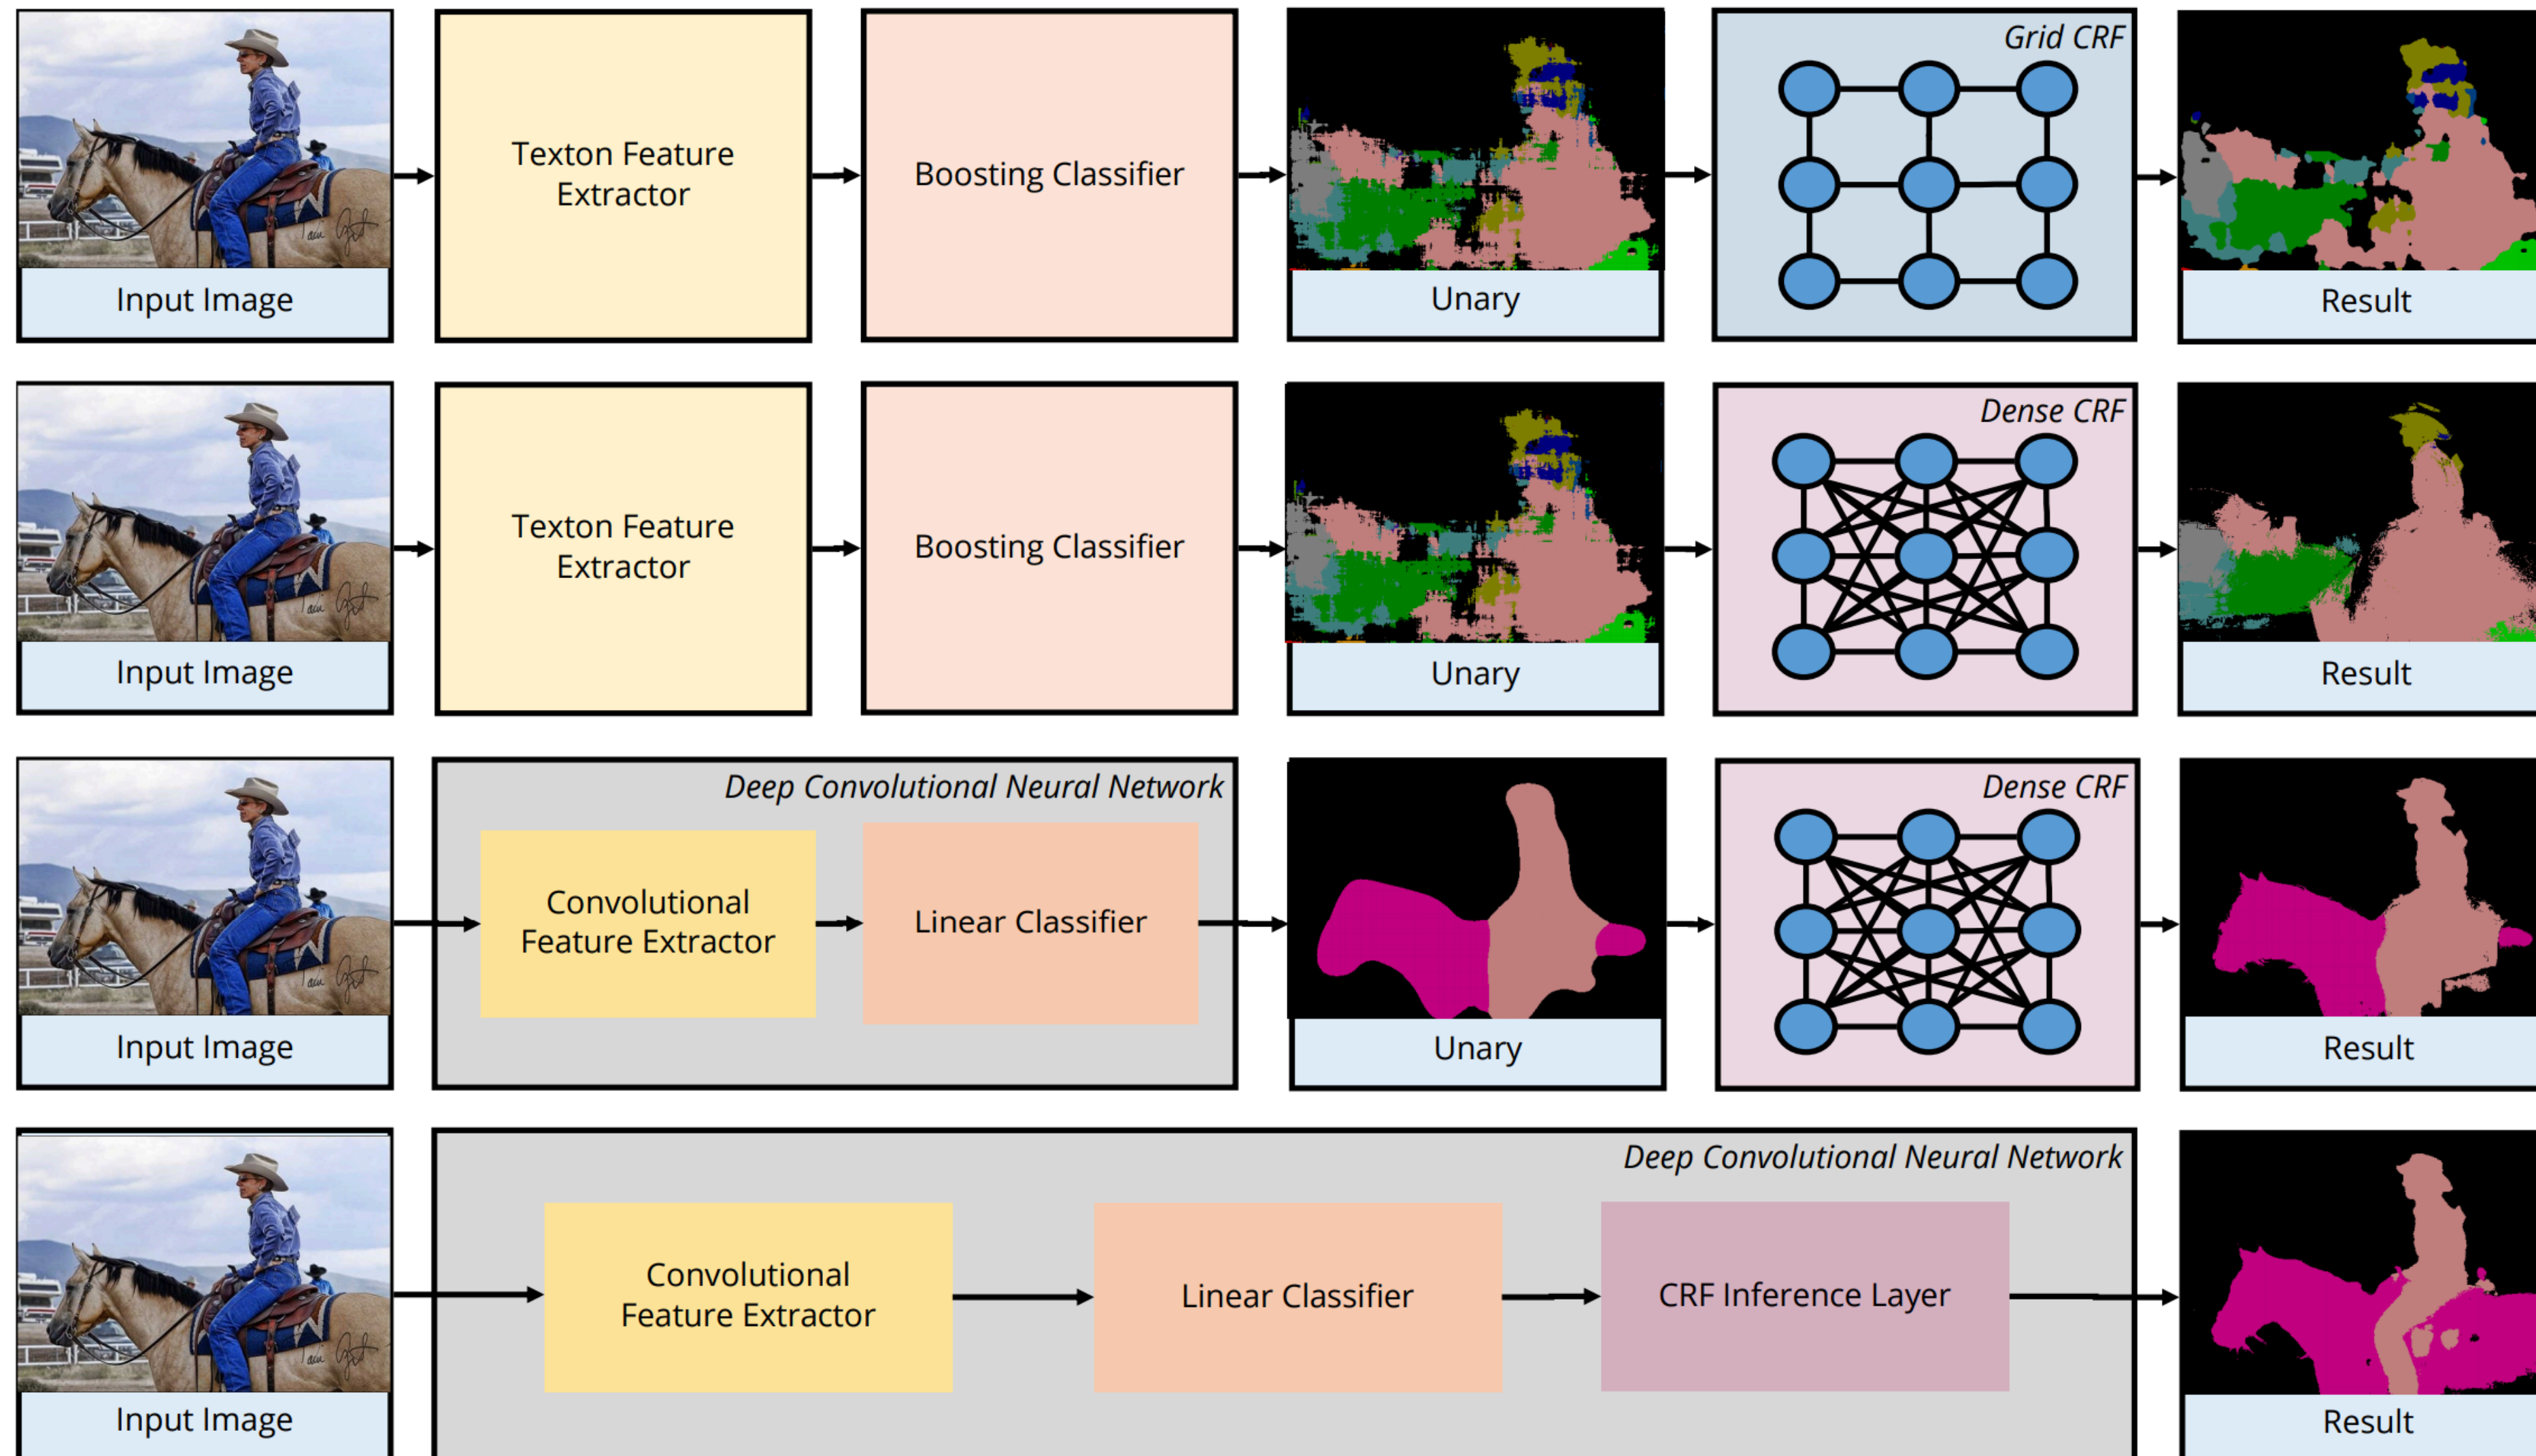 Grid CRF
Texton Feature
Extractor
Boosting Classifier
Input Image
Unary
Result
Dense CRF
Texton Feature
Extractor
Boosting Classifier
Input Image
Unary
Result
Deep Convolutional Neural Network
Dense CRF
Convolutional
Feature Extractor
Linear Classifier
Input Image
Unary
Result
Deep Convolutional Neural Network
Convolutional
Feature Extractor
Linear Classifier
CRF Inference Layer
Input Image
Result